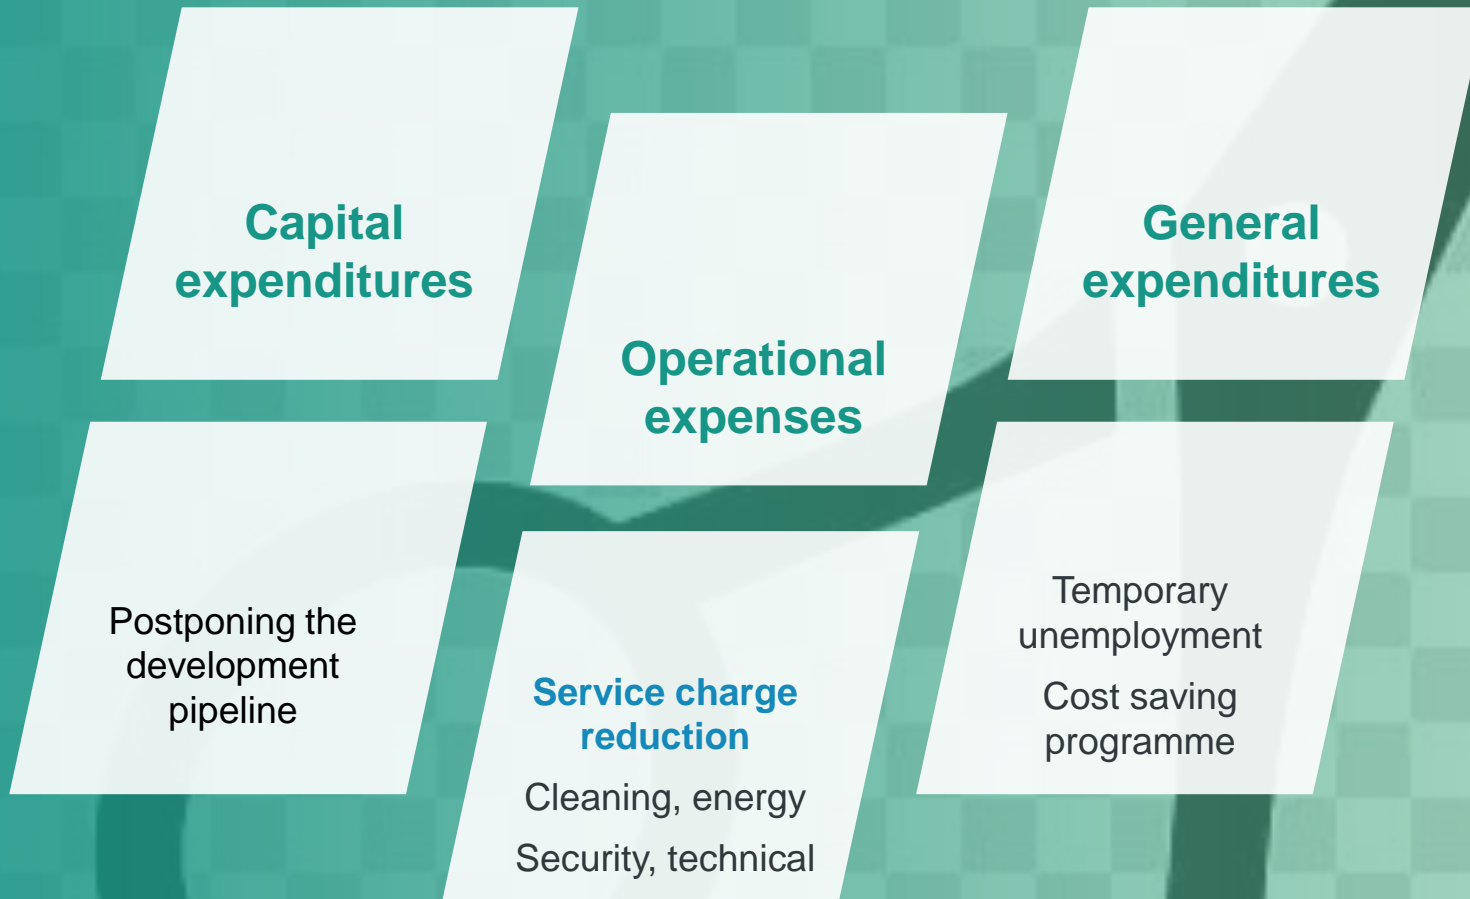 Capital
expenditures
Postponing the
development
pipeline
Operational
expenses
Service charge
reduction
Cleaning, energy
Security, technical
General
expenditures
Temporary
unemployment
Cost saving
programme